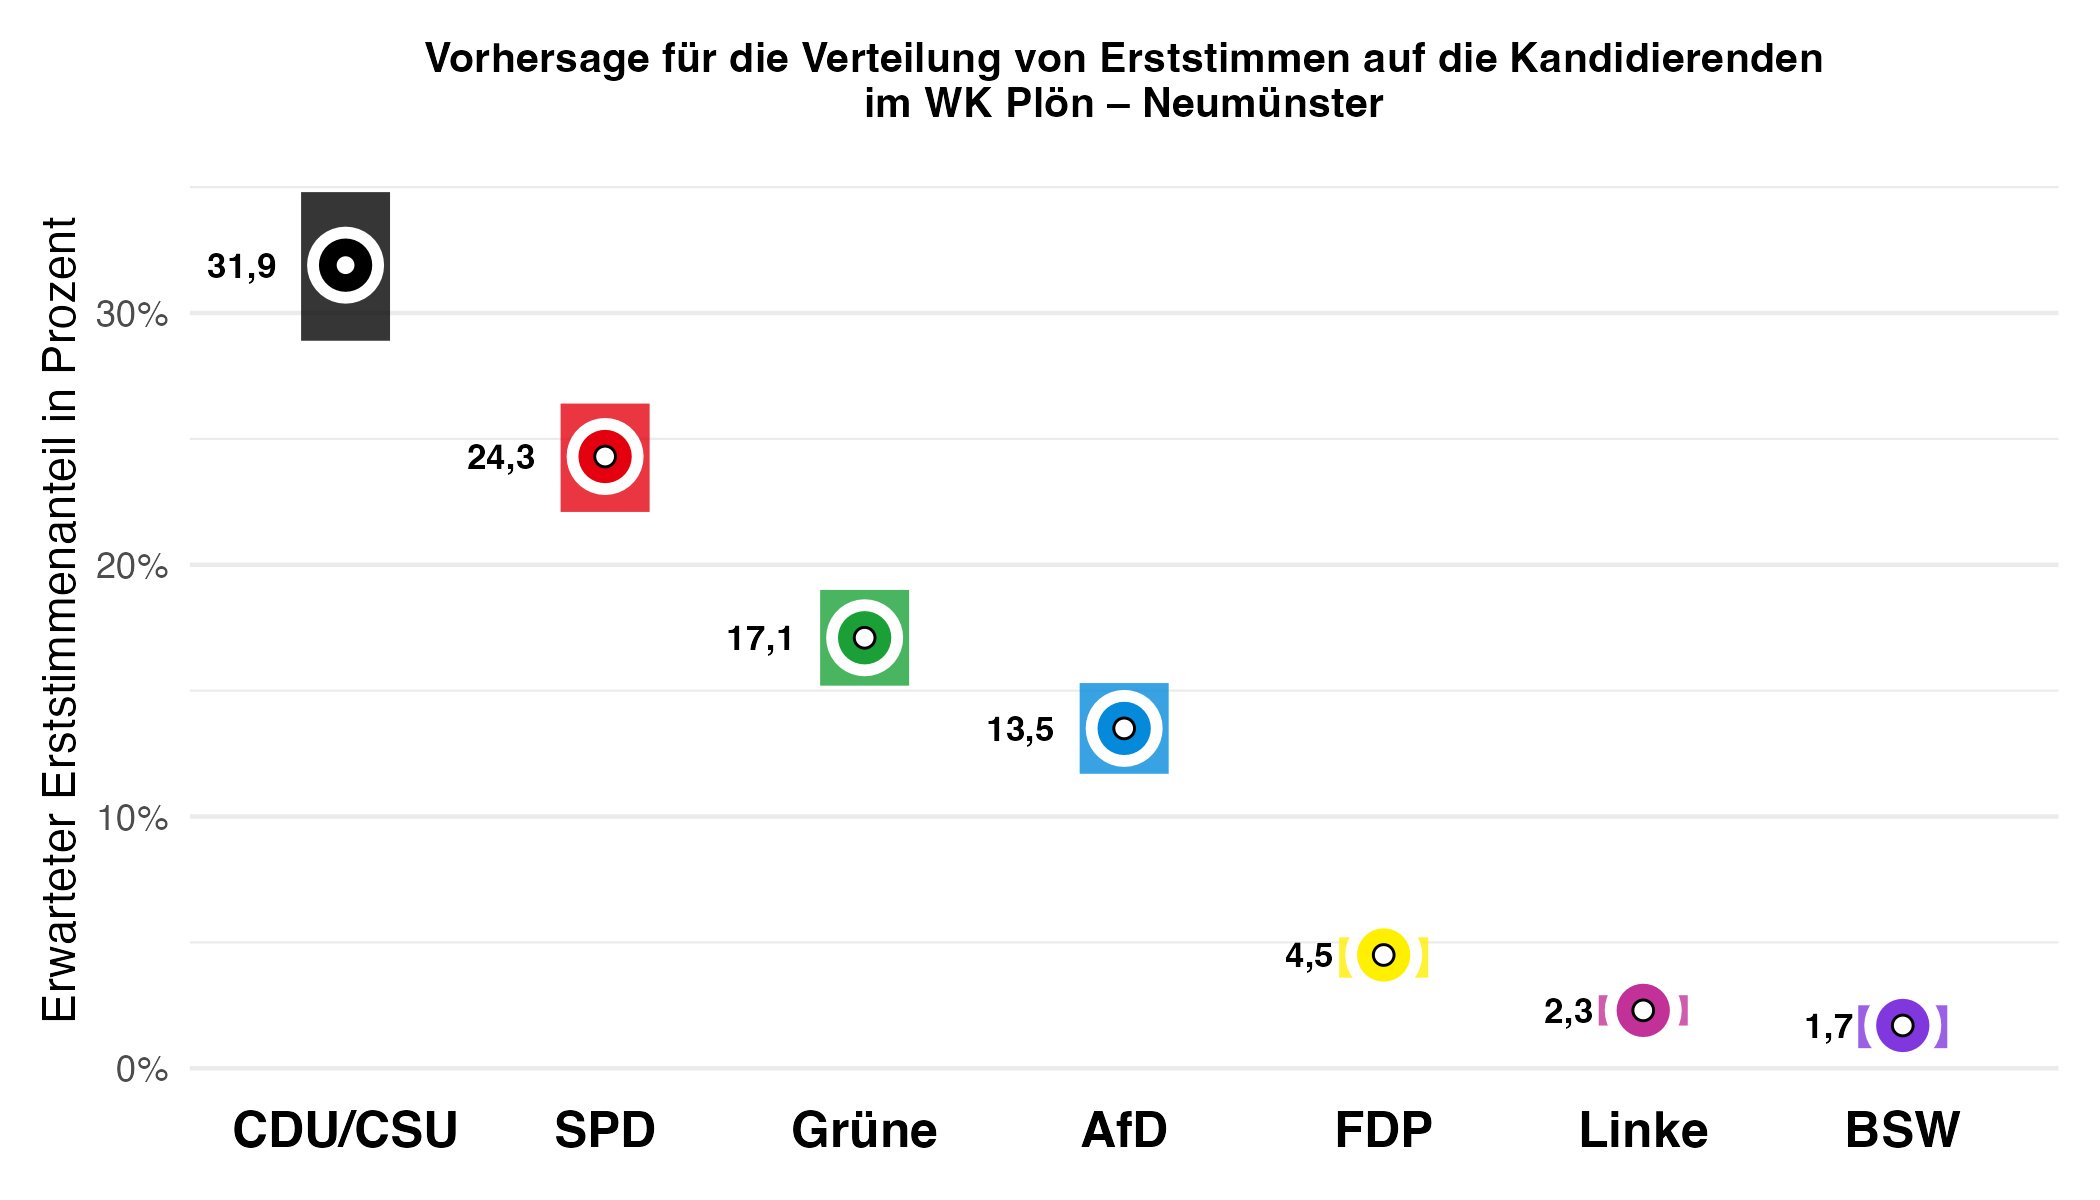 Vorhersage für die Verteilung von Erststimmen auf die Kandidierenden
im WK Plön – Neumünster
Erwarteter Erststimmenanteil in Prozent
31,9
30%
24,3
20%
17,1
13,5
10%
4,5
2,3
1,7
0%
CDU/CSU SPD Grüne AfD FDP Linke BSW